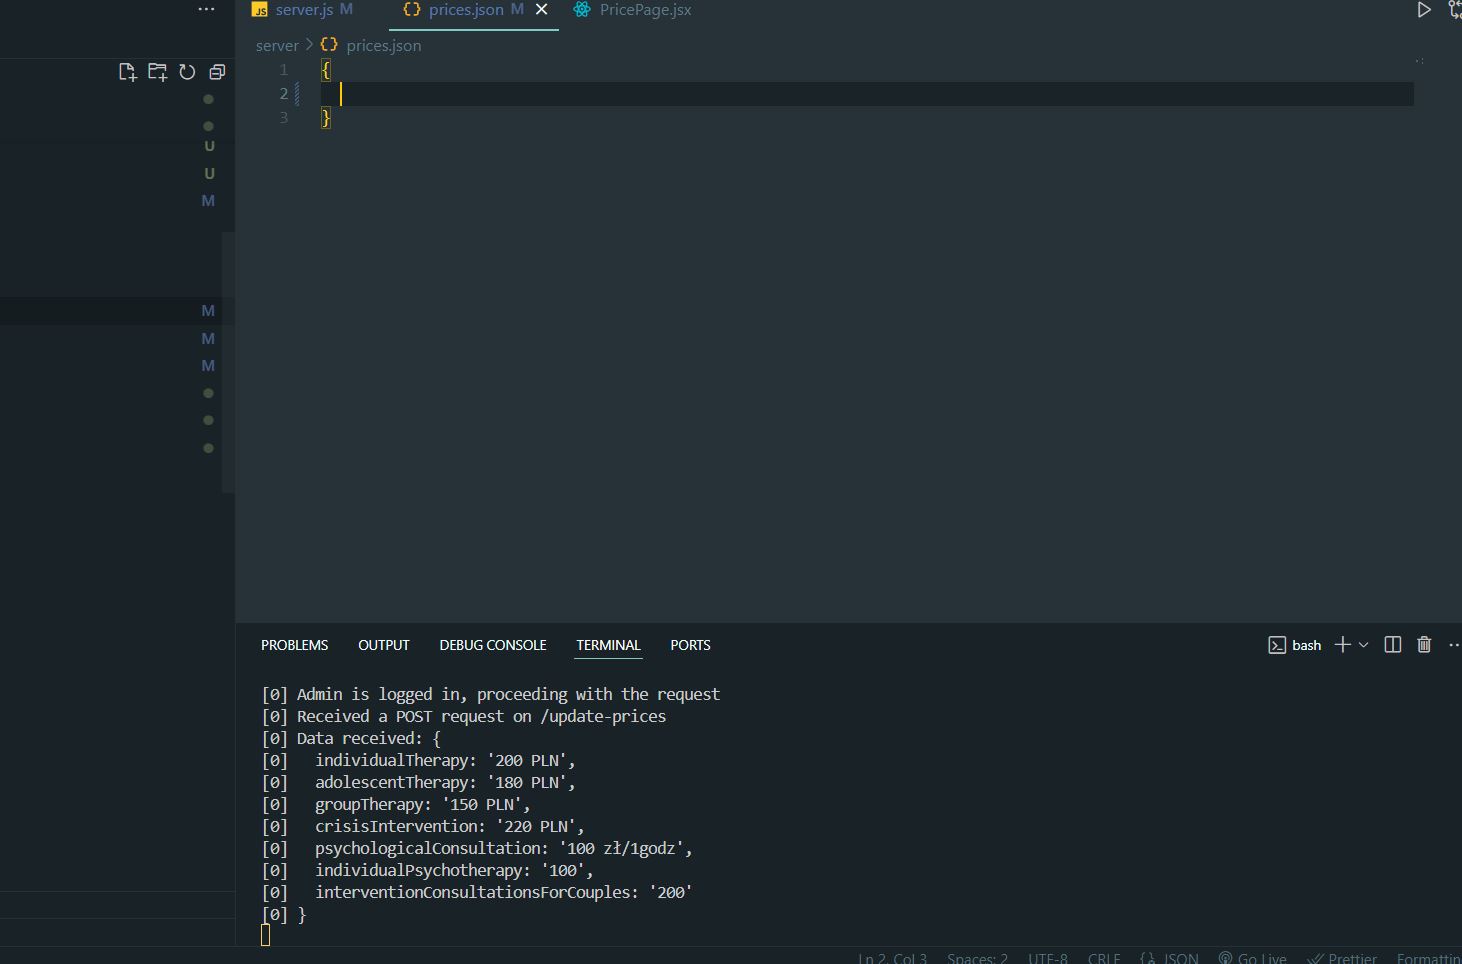 server.js M
{} prices.json M
PricePage.jsx
server > {} prices.json
1 {
2
3 }
U
U
M
M
M
M
PROBLEMS OUTPUT DEBUG CONSOLE TERMINAL PORTS
bash
[0] Admin is logged in, proceeding with the request
[0] Received a POST request on /update-prices
[0] Data received: {
[0]   individualTherapy: '200 PLN',
[0]   adolescentTherapy: '180 PLN',
[0]   groupTherapy: '150 PLN',
[0]   crisisIntervention: '220 PLN',
[0]   psychologicalConsultation: '100 zł/1godz',
[0]   individualPsychotherapy: '100',
[0]   interventionConsultationsForCouples: '200'
[0] }
Ln 2, Col 3 Spaces: 2 UTF-8 CRLF {} JSON Go Live Prettier